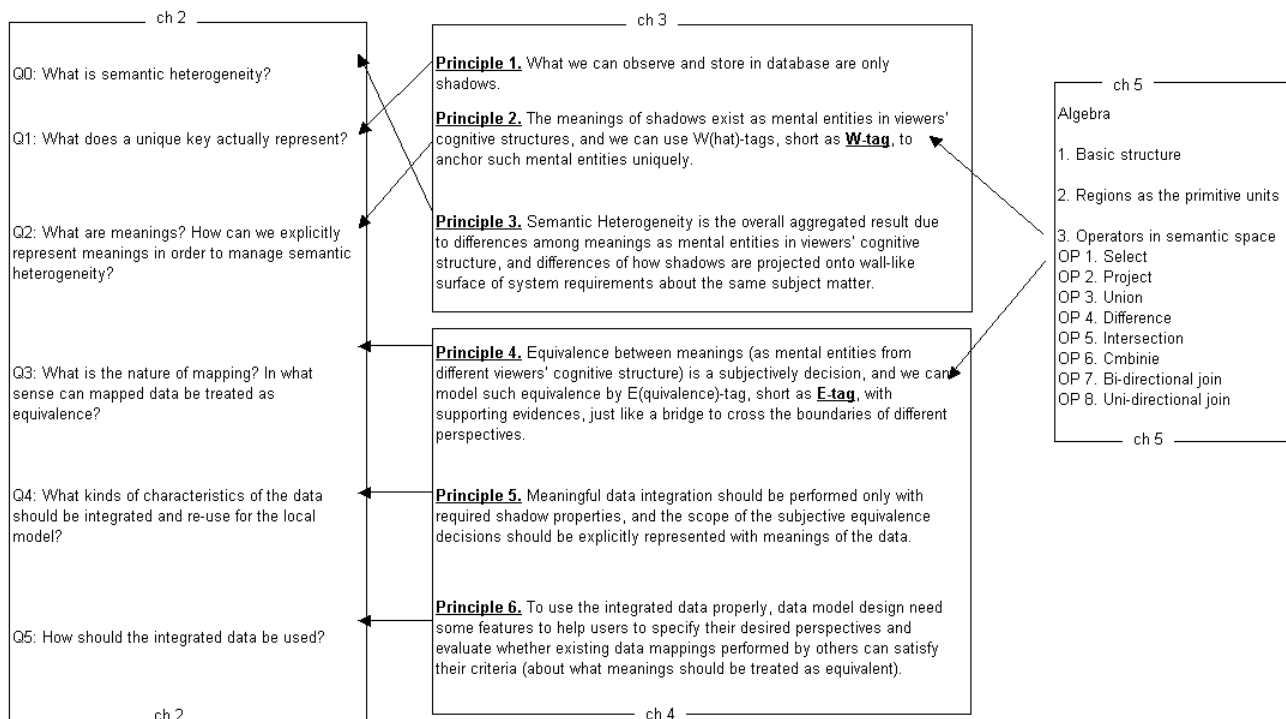 ch 2
Q0: What is semantic heterogeneity?
Q1: What does a unique key actually represent?
Q2: What are meanings? How can we explicitly
represent meanings in order to manage semantic
heterogeneity?
Q3: What is the nature of mapping? In what
sense can mapped data be treated as
equivalence?
Q4: What kinds of characteristics of the data
should be integrated and re-use for the local
model?
Q5: How should the integrated data be used?
ch 2
ch 3
Principle 1. What we can observe and store in database are only
shadows.
Principle 2. The meanings of shadows exist as mental entities in viewers'
cognitive structures, and we can use W(hat)-tags, short as W-tag, to
anchor such mental entities uniquely.
Principle 3. Semantic Heterogeneity is the overall aggregated result due
to differences among meanings as mental entities in viewers' cognitive
structure, and differences of how shadows are projected onto wall-like
surface of system requirements about the same subject matter.
Principle 4. Equivalence between meanings (as mental entities from
different viewers' cognitive structure) is a subjectively decision, and we can
model such equivalence by E(quivalence)-tag, short as E-tag, with
supporting evidences, just like a bridge to cross the boundaries of different
perspectives.
Principle 5. Meaningful data integration should be performed only with
required shadow properties, and the scope of the subjective equivalence
decisions should be explicitly represented with meanings of the data.
Principle 6. To use the integrated data properly, data model design need
some features to help users to specify their desired perspectives and
evaluate whether existing data mappings performed by others can satisfy
their criteria (about what meanings should be treated as equivalent).
ch 4
ch 5
Algebra
1. Basic structure
2. Regions as the primitive units
3. Operators in semantic space
OP 1. Select
OP 2. Project
OP 3. Union
OP 4. Difference
OP 5. Intersection
OP 6. Cmbinie
OP 7. Bi-directional join
OP 8. Uni-directional join
ch 5